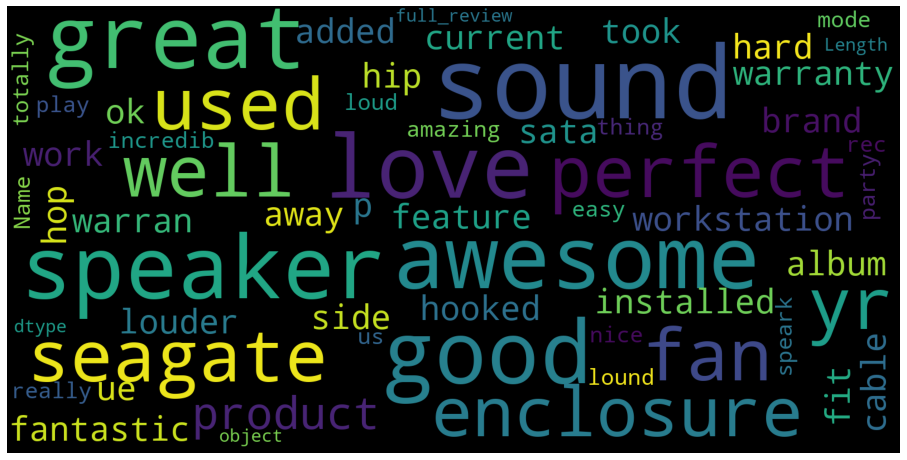 full_review
great
added
current
took
mode
hard
Length
totally
sound
warranty
hip
used
play
ok
loud
brand
amazing
sata
thing
incredib
work
well
love
perfect
rec
party
Name
hop
warran
away
p
feature
easy
workstation
speaker
awesome
album
yr
installed
hooked
louder
side
dtype
us
seagate
good
nice
fan
speark
cable
fit
lound
really
ue
product
enclosure
fantastic
object